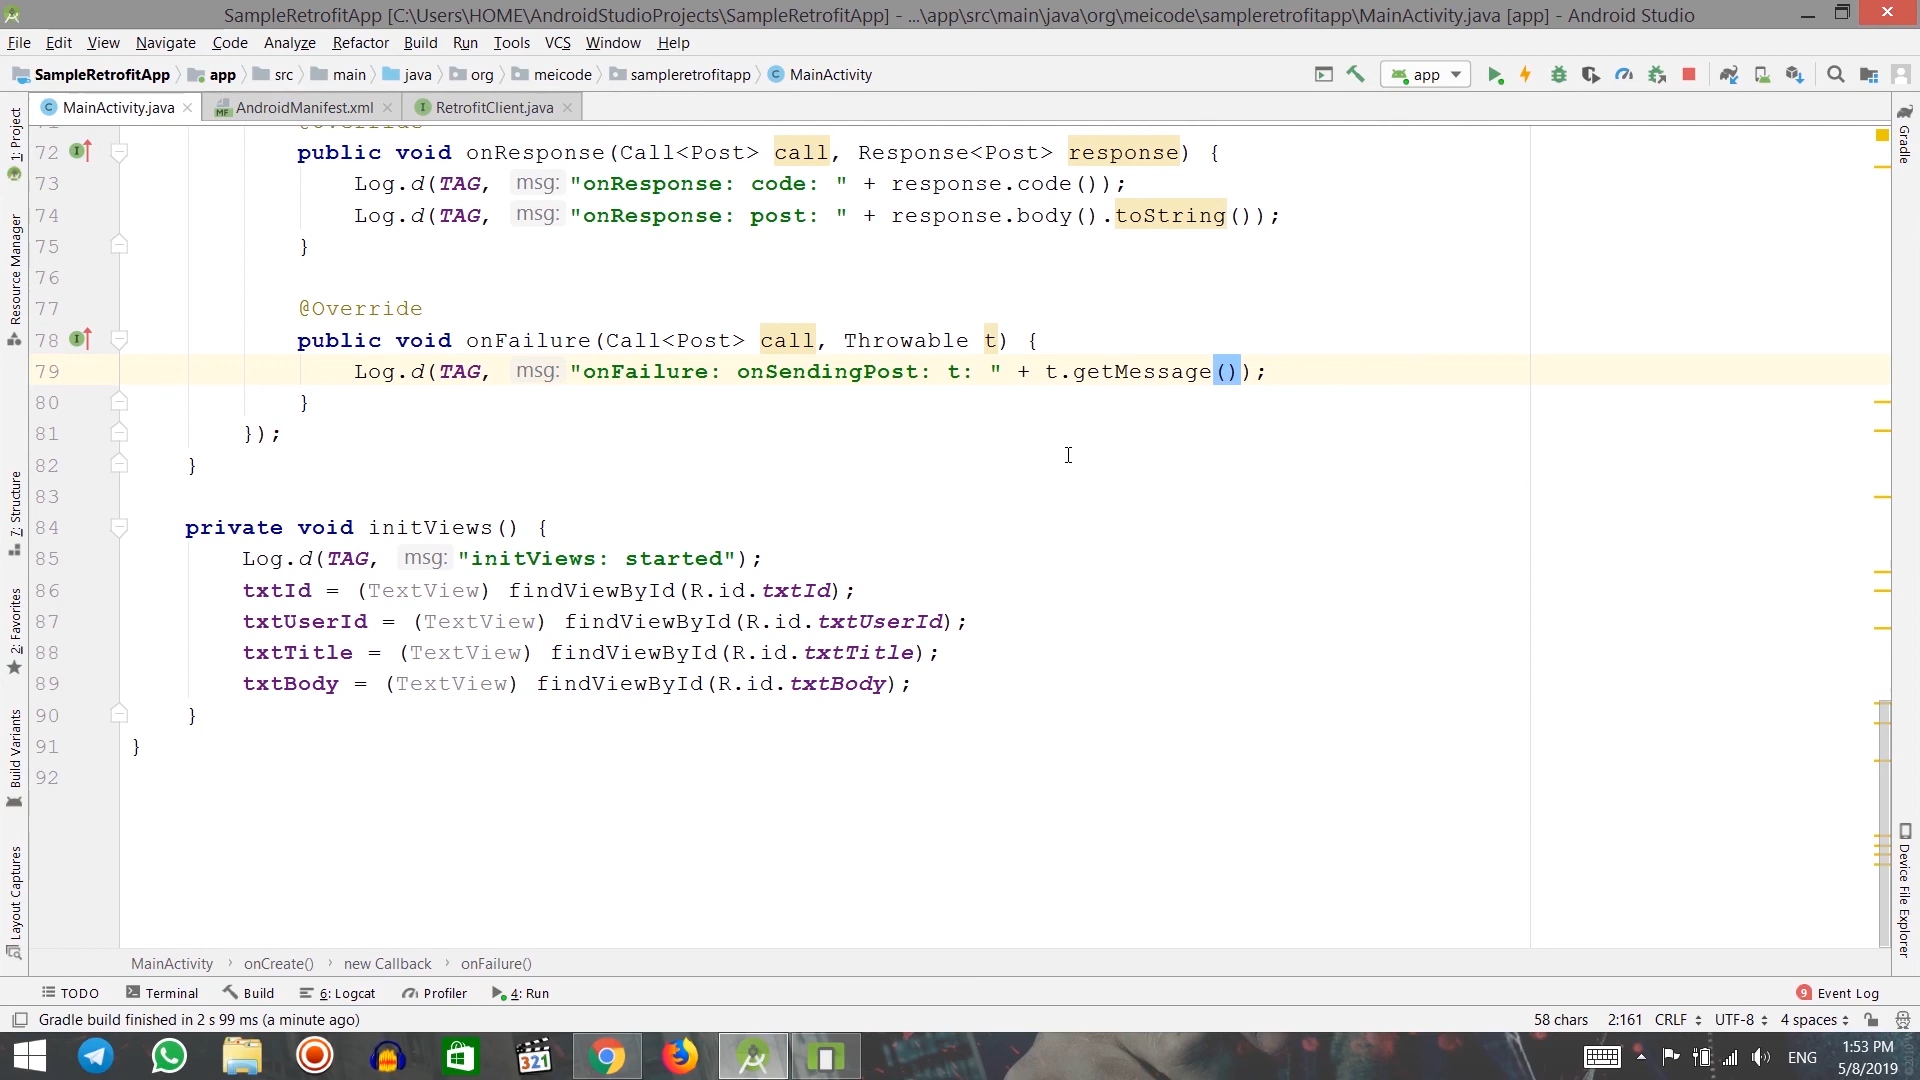 SampleRetrofitApp [C:\Users\HOME\AndroidStudioProjects\SampleRetrofitApp] - ...\app\src\main\java\org\meicode\sampleretrofitapp\MainActivity.java [app] - Android Studio
File Edit View Navigate Code Analyze Refactor Build Run Tools VCS Window Help
SampleRetrofitApp app src main java org meicode sampleretrofitapp MainActivity
app
MainActivity.java AndroidManifest.xml RetrofitClient.java
72 public void onResponse(Call<Post> call, Response<Post> response) {
73 Log.d(TAG, msg: "onResponse: code: " + response.code());
74 Log.d(TAG, msg: "onResponse: post: " + response.body().toString());
75 }
76
77 @Override
78 public void onFailure(Call<Post> call, Throwable t) {
79 Log.d(TAG, msg: "onFailure: onSendingPost: t: " + t.getMessage());
80 }
81 });
82 }
83
84 private void initViews() {
85 Log.d(TAG, msg: "initViews: started");
86 txtId = (TextView) findViewById(R.id.txtId);
87 txtUserId = (TextView) findViewById(R.id.txtUserId);
88 txtTitle = (TextView) findViewById(R.id.txtTitle);
89 txtBody = (TextView) findViewById(R.id.txtBody);
90 }
91 }
92
1: Project
Resource Manager
7: Structure
2: Favorites
Build Variants
Layout Captures
Gradle
Device File Explorer
MainActivity onCreate() new Callback onFailure()
TODO Terminal Build 6: Logcat Profiler 4: Run 9 Event Log
Gradle build finished in 2 s 99 ms (a minute ago) 58 chars 2:161 CRLF UTF-8 4 spaces
321
ENG
1:53 PM
5/8/2019